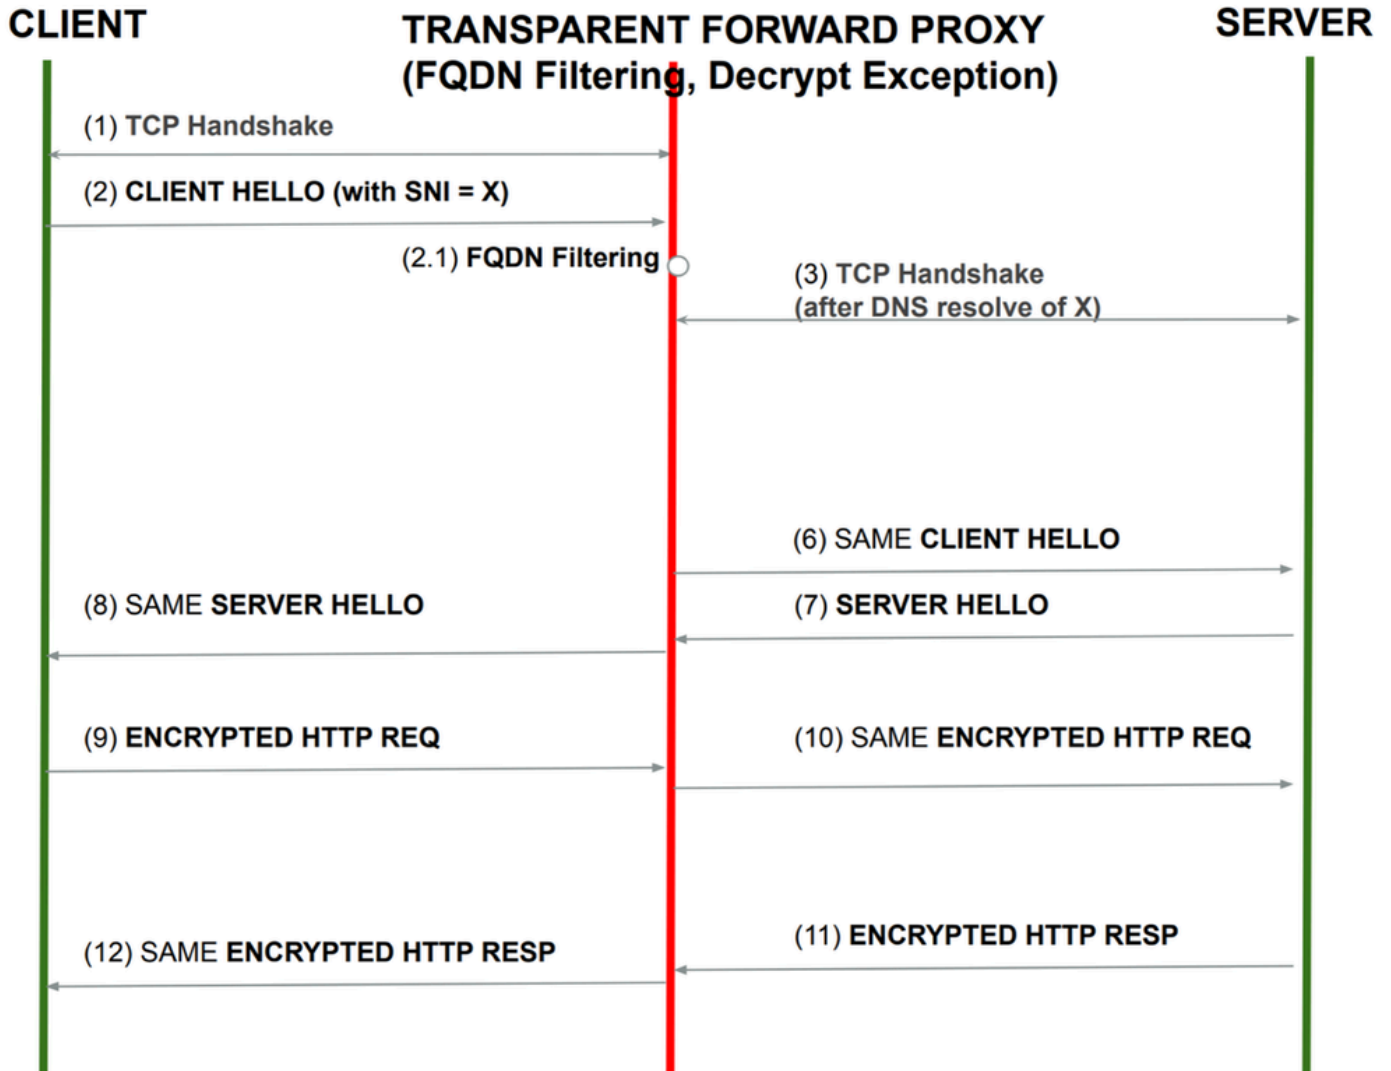 CLIENT
TRANSPARENT FORWARD PROXY
(FQDN Filtering, Decrypt Exception)
SERVER
(1) TCP Handshake
(2) CLIENT HELLO (with SNI = X)
(2.1) FQDN Filtering
(3) TCP Handshake
(after DNS resolve of X)
(6) SAME CLIENT HELLO
(8) SAME SERVER HELLO
(7) SERVER HELLO
(9) ENCRYPTED HTTP REQ
(10) SAME ENCRYPTED HTTP REQ
(11) ENCRYPTED HTTP RESP
(12) SAME ENCRYPTED HTTP RESP